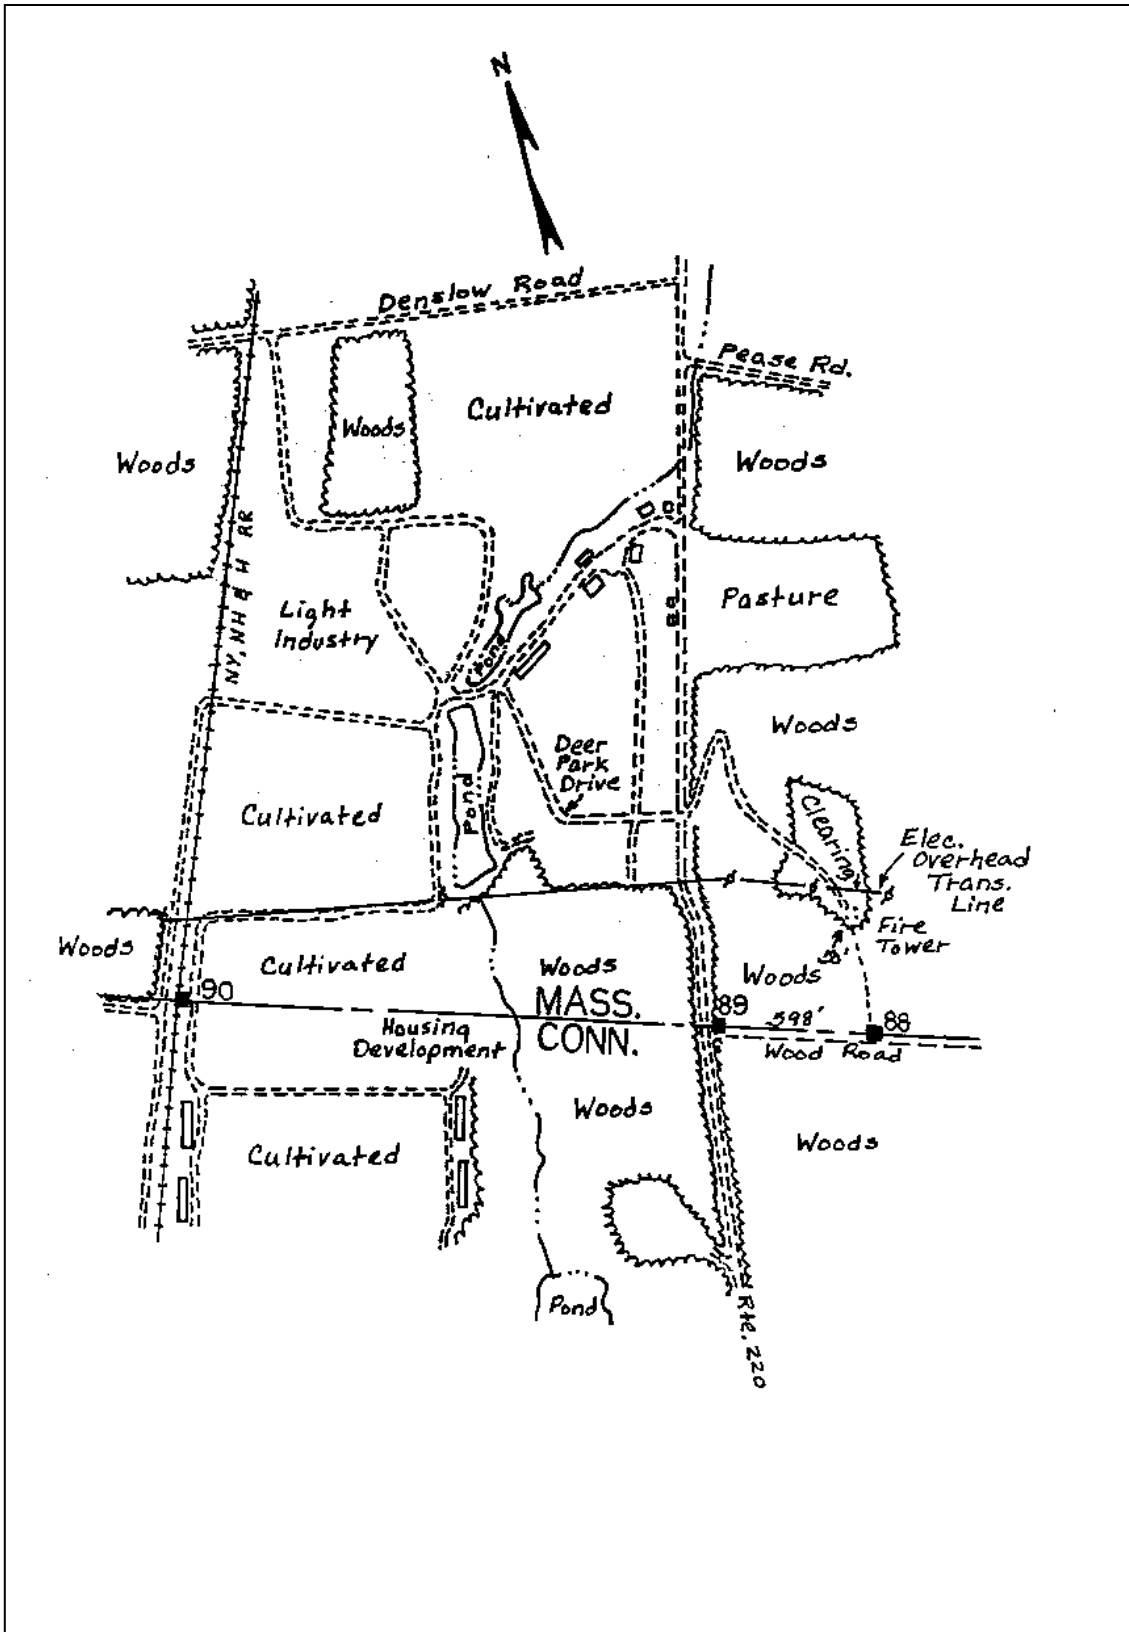 N
Denslow Road
Pease Rd.
Cultivated
Woods
Woods
Woods
NY, NH & H RR
Light
Industry
Pasture
Pond
Woods
Deer
Park
Drive
Cultivated
Pond
Clearing
Elec.
Overhead
Trans.
Line
Fire
Tower
50'
Woods
Cultivated
Woods
Woods
90
MASS.
CONN.
89
598'
88
Wood Road
Housing
Development
Woods
Woods
Cultivated
Pond
Rte. 220